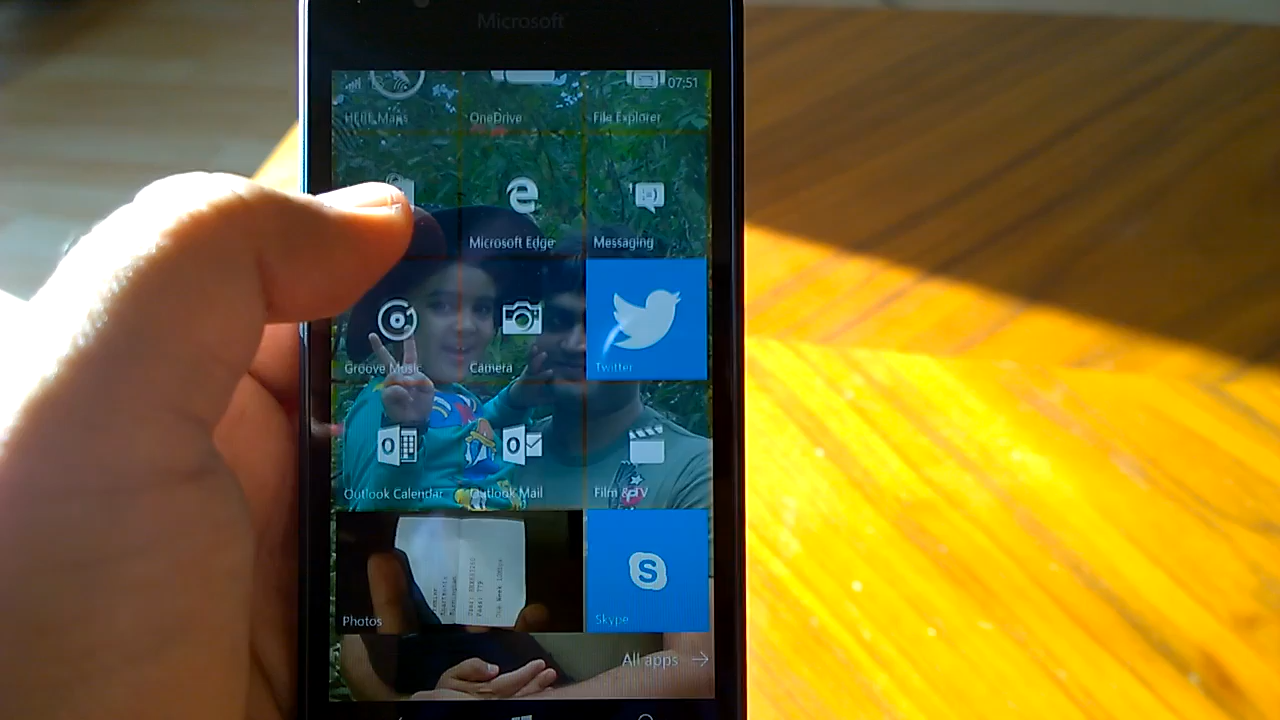 Microsoft
07:51
HERE Maps
OneDrive
File Explorer
Microsoft Edge
Messaging
Groove Music
Camera
Twitter
Outlook Calendar
Outlook Mail
Film & TV
Photos
Skype
All apps